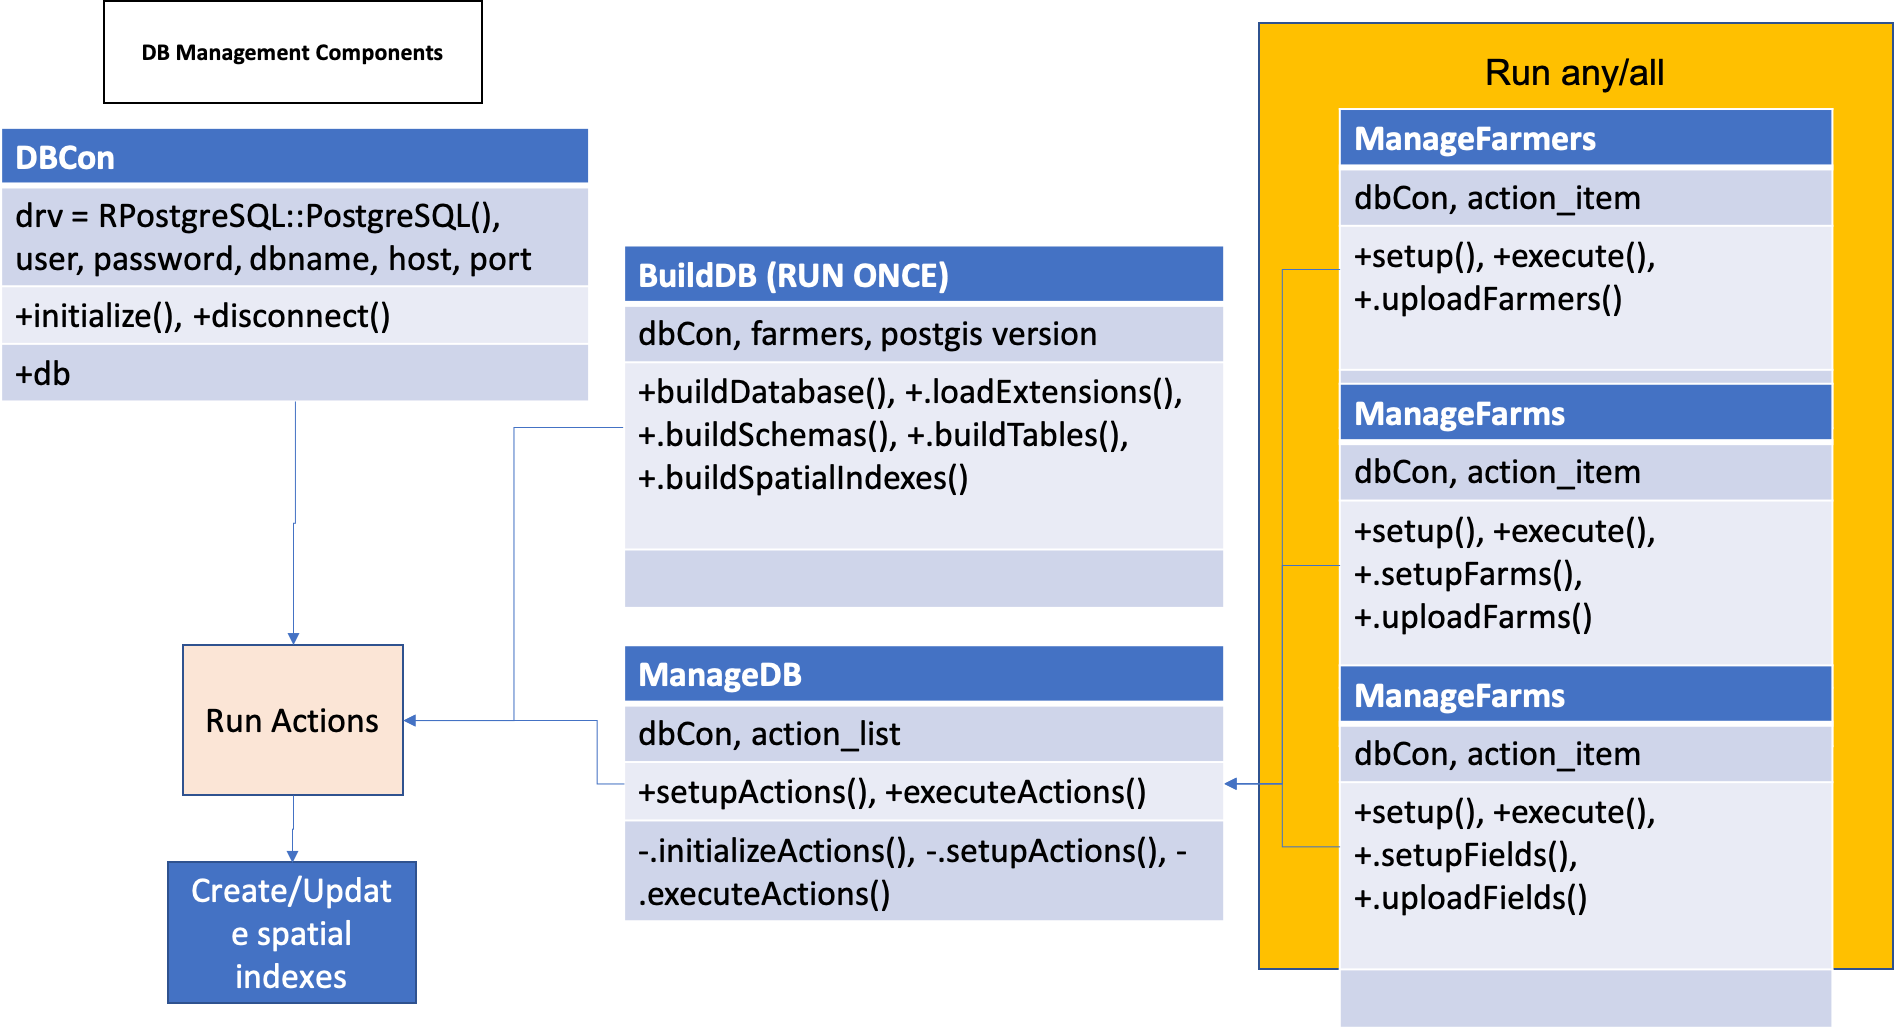 DB Management Components
DBCon
drv = RPostgreSQL::PostgreSQL(),
user, password, dbname, host, port
+initialize(), +disconnect()
+db
Run Actions
Create/Updat
e spatial
indexes
BuildDB (RUN ONCE)
dbCon, farmers, postgis version
+buildDatabase(), +.loadExtensions(),
+.buildSchemas(), +.buildTables(),
+.buildSpatialIndexes()
ManageDB
dbCon, action_list
+setupActions(), +executeActions()
-.initializeActions(), -.setupActions(), -
.executeActions()
Run any/all
ManageFarmers
dbCon, action_item
+setup(), +execute(),
+.uploadFarmers()
ManageFarms
dbCon, action_item
+setup(), +execute(),
+.setupFarms(),
+.uploadFarms()
ManageFarms
dbCon, action_item
+setup(), +execute(),
+.setupFields(),
+.uploadFields()